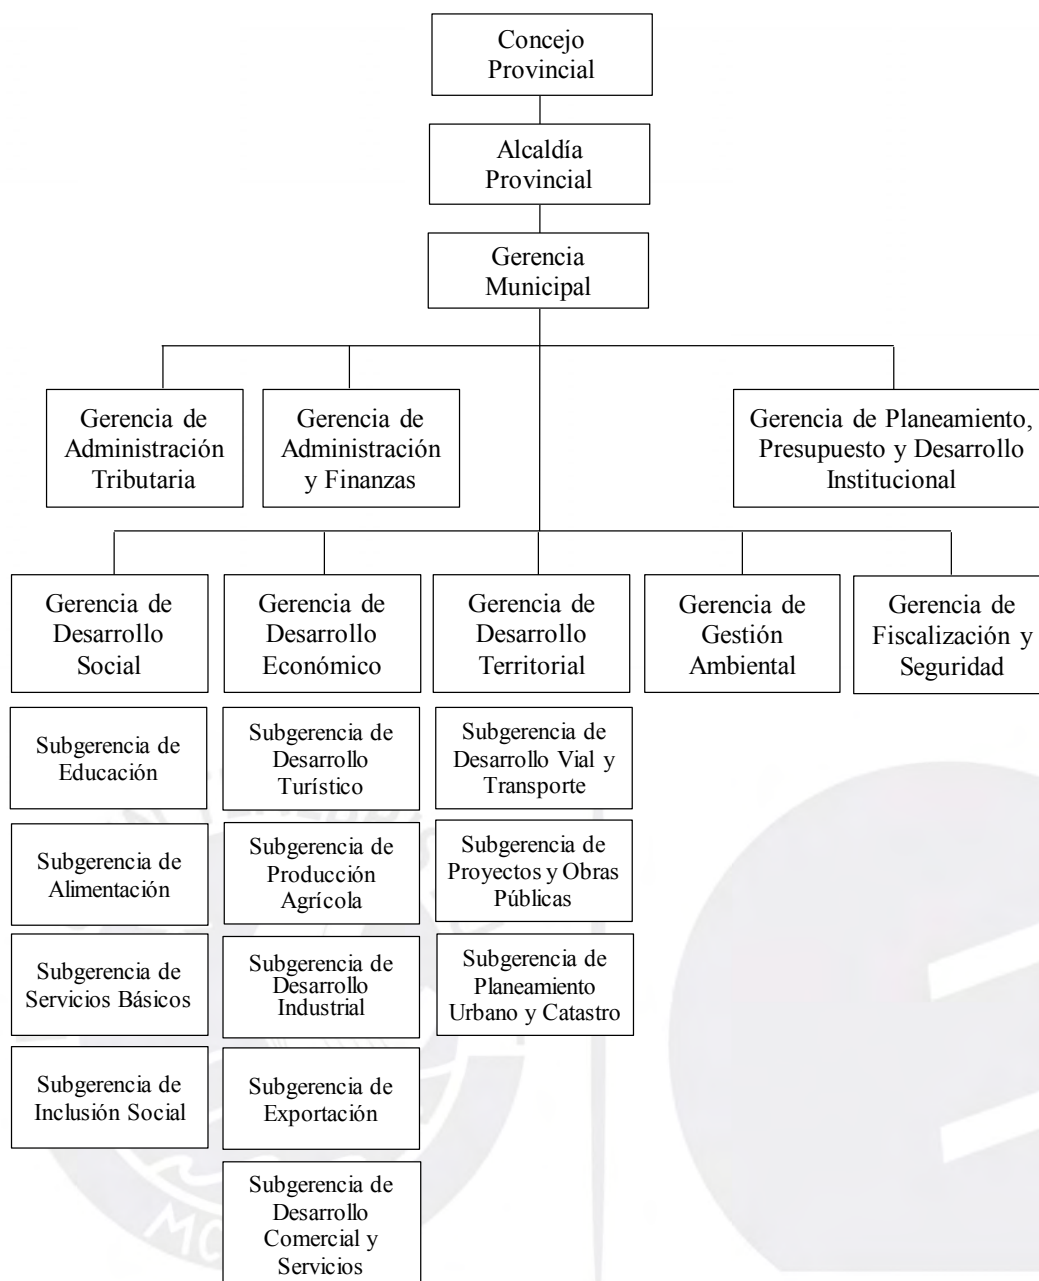 Concejo
Provincial
Alcaldía
Provincial
Gerencia
Municipal
Gerencia de
Administración
Tributaria
Gerencia de
Administración
y Finanzas
Gerencia de Planeamiento,
Presupuesto y Desarrollo
Institucional
Gerencia de
Desarrollo
Social
Gerencia de
Desarrollo
Económico
Gerencia de
Desarrollo
Territorial
Gerencia de
Gestión
Ambiental
Gerencia de
Fiscalización y
Seguridad
Subgerencia de
Educación
Subgerencia de
Alimentación
Subgerencia de
Servicios Básicos
Subgerencia de
Inclusión Social
Subgerencia de
Desarrollo
Turístico
Subgerencia de
Producción
Agrícola
Subgerencia de
Desarrollo
Industrial
Subgerencia de
Exportación
Subgerencia de
Desarrollo
Comercial y
Servicios
Subgerencia de
Desarrollo Vial y
Transporte
Subgerencia de
Proyectos y Obras
Públicas
Subgerencia de
Planeamiento
Urbano y Catastro